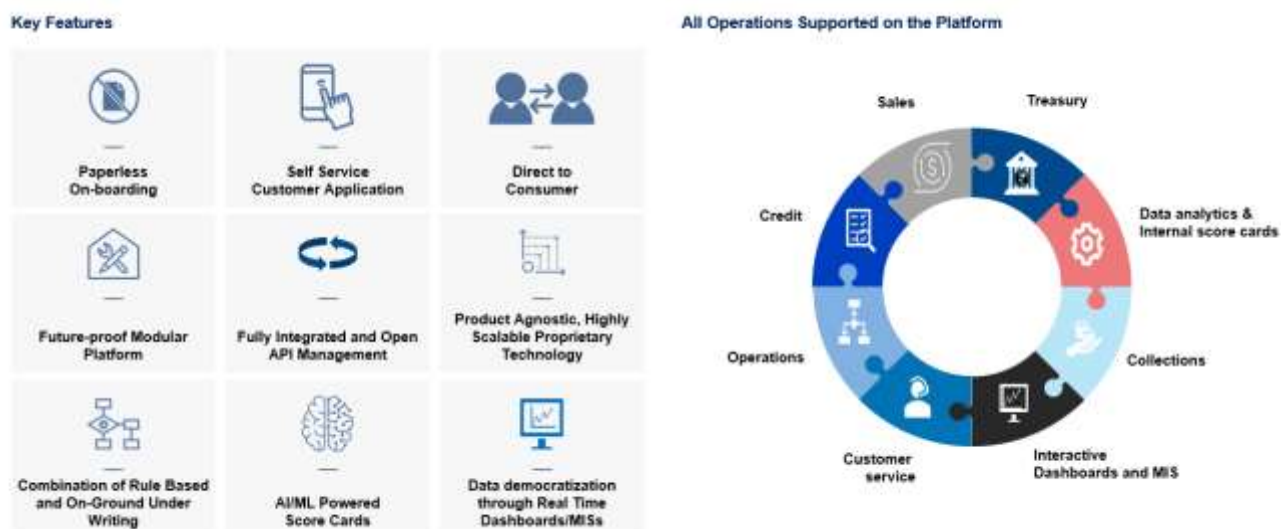 Key Features
Paperless
On-boarding
Self Service
Customer Application
Direct to
Consumer
Future-proof Modular
Platform
Fully Integrated and Open
API Management
Product Agnostic, Highly
Scalable Proprietary
Technology
Combination of Rule Based
and On-Ground Under
Writing
AI/ML Powered
Score Cards
Data democratization
through Real Time
Dashboards/MISs
All Operations Supported on the Platform
Sales
Treasury
Credit
Data analytics &
Internal score cards
Operations
Collections
Customer
service
Interactive
Dashboards and MIS